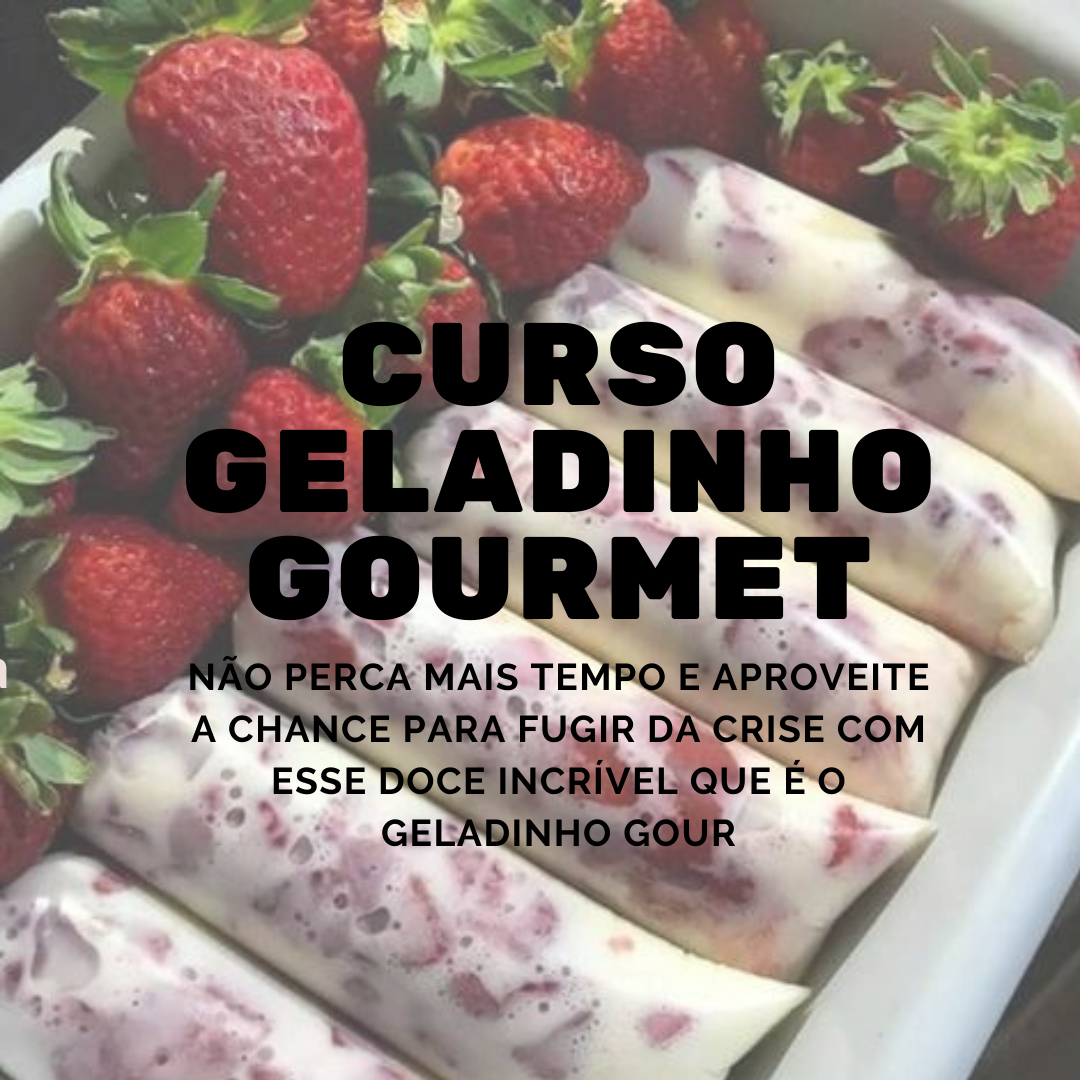 CURSO
GELADINHO
GOURMET
NÃO PERCA MAIS TEMPO E APROVEITE
A CHANCE PARA FUGIR DA CRISE COM
ESSE DOCE INCRÍVEL QUE É O
GELADINHO GOUR